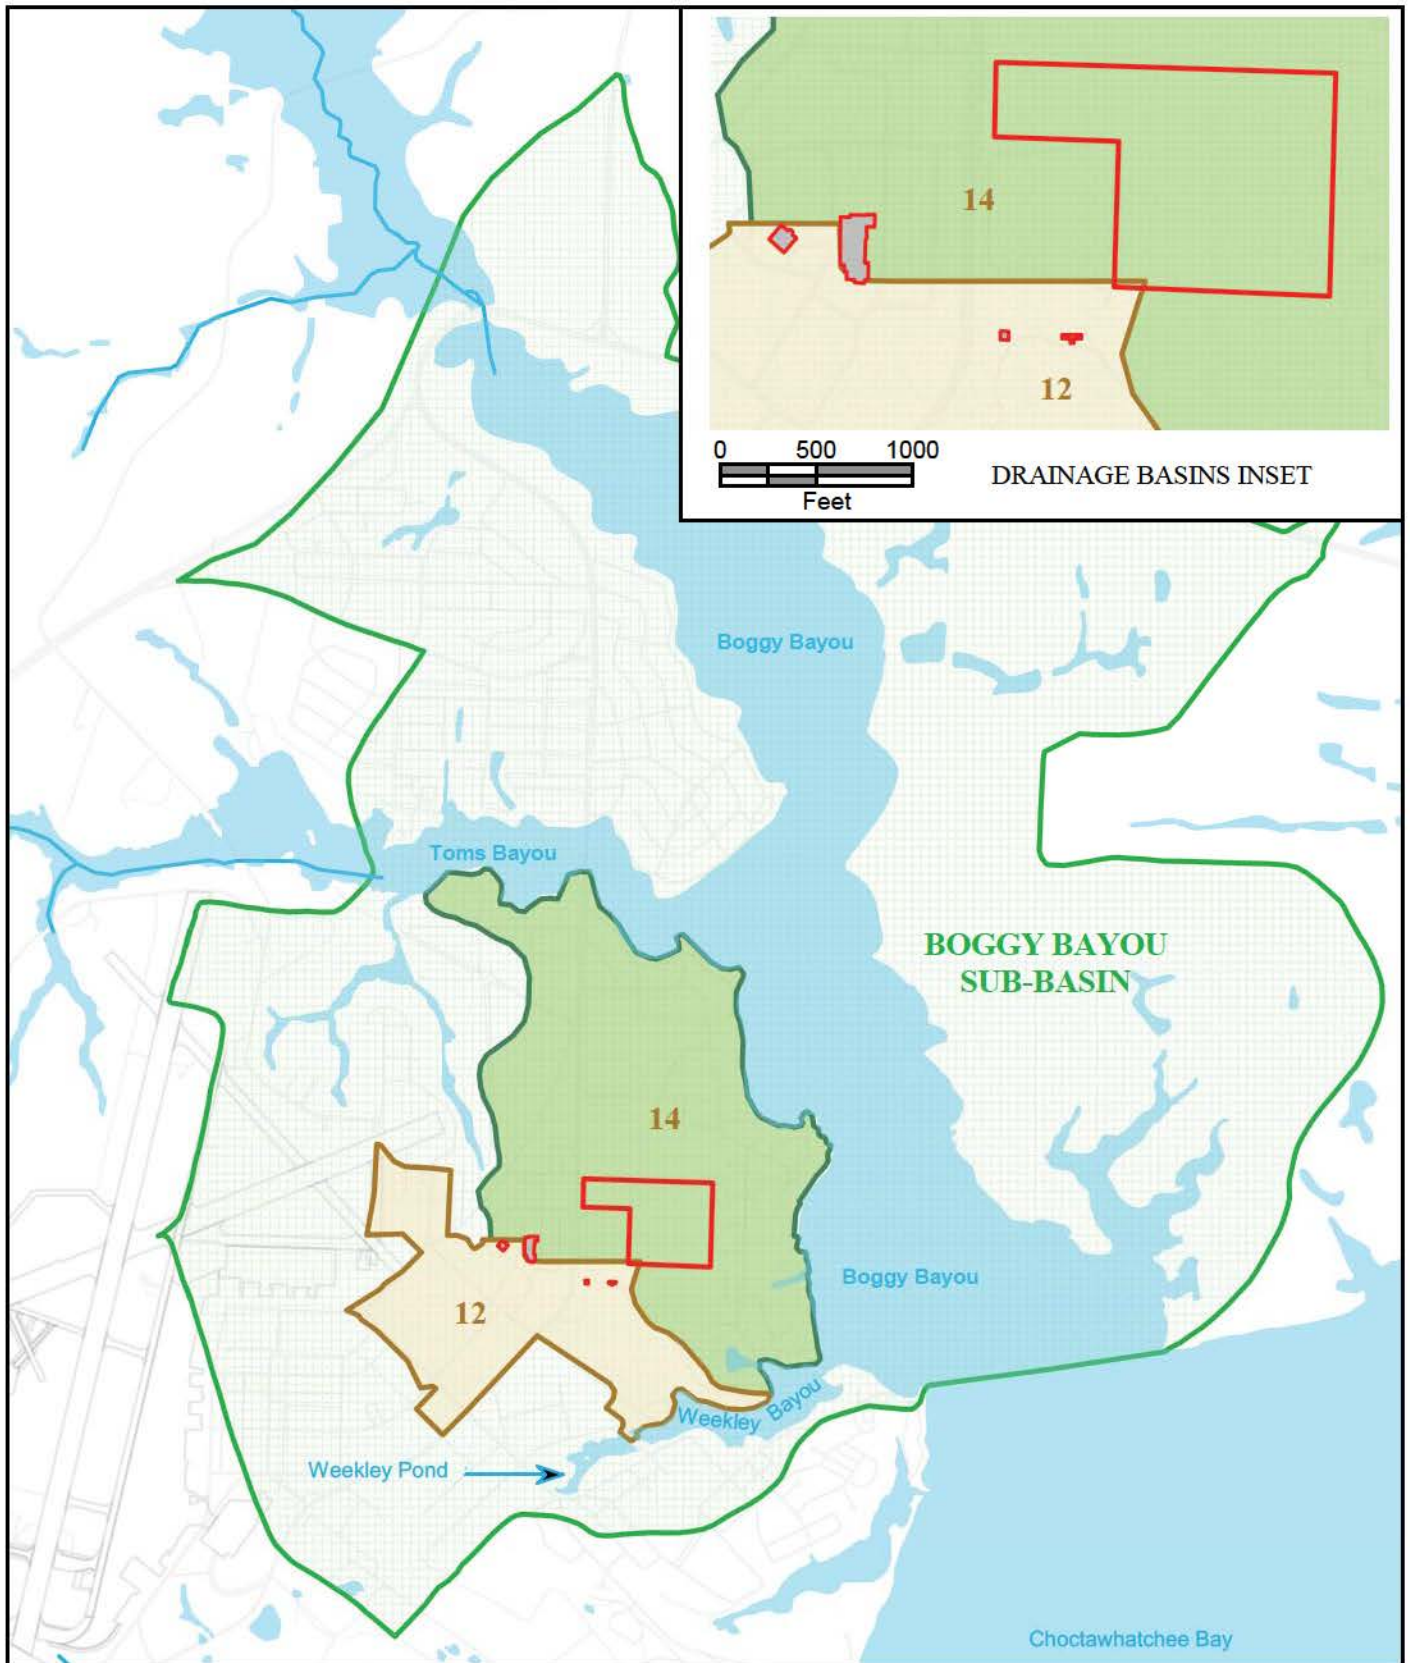 14
12
0 500 1000
Feet
DRAINAGE BASINS INSET
Boggy Bayou
Toms Bayou
BOGGY BAYOU
SUB-BASIN
14
12
Boggy Bayou
Weekley Bayou
Weekley Pond
Choctawhatchee Bay